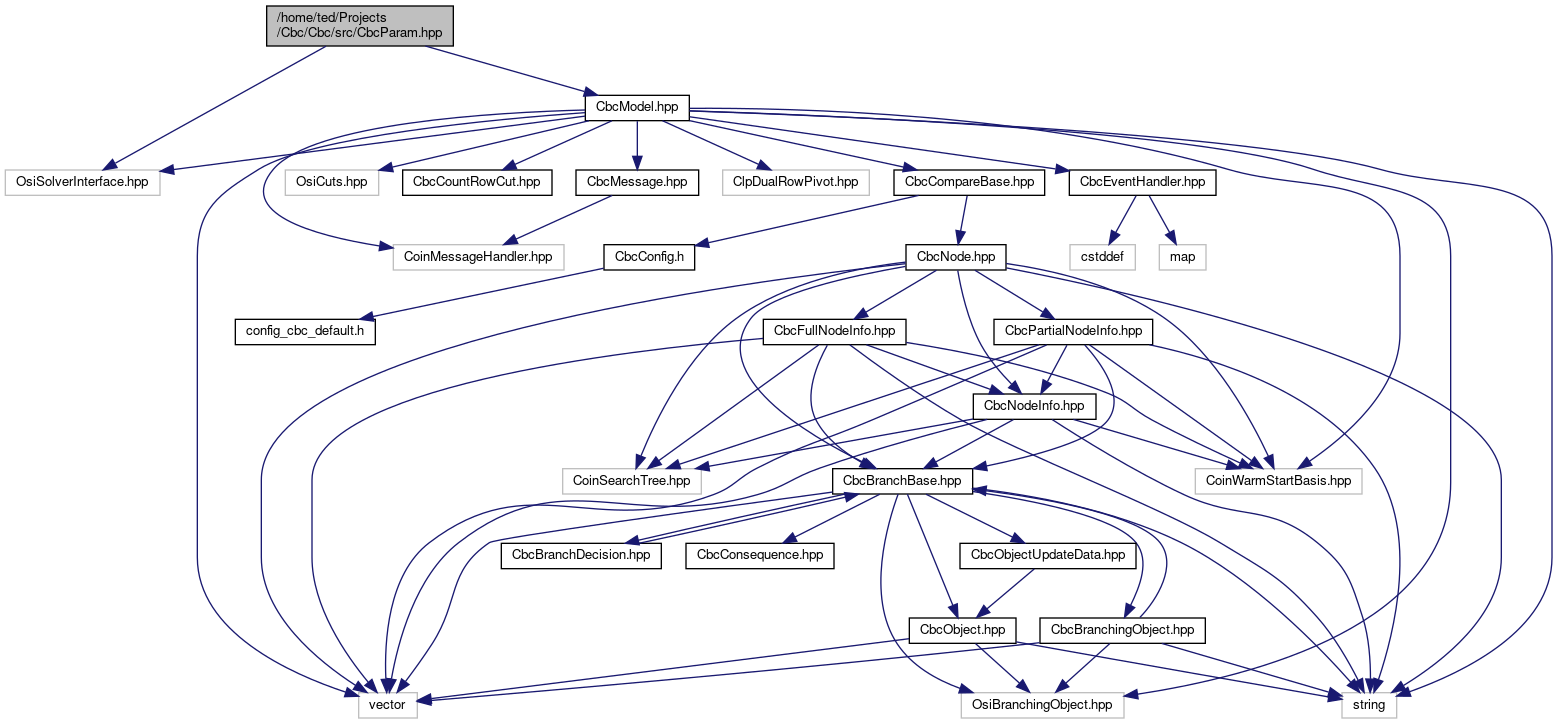 /home/ted/Projects
/Cbc/Cbc/src/CbcParam.hpp
CbcModel.hpp
OsiSolverInterface.hpp
OsiCuts.hpp
CbcCountRowCut.hpp
CbcMessage.hpp
ClpDualRowPivot.hpp
CbcCompareBase.hpp
CbcEventHandler.hpp
CoinMessageHandler.hpp
CbcConfig.h
CbcNode.hpp
cstddef
map
config_cbc_default.h
CbcFullNodeInfo.hpp
CbcPartialNodeInfo.hpp
CbcNodeInfo.hpp
CoinSearchTree.hpp
CbcBranchBase.hpp
CoinWarmStartBasis.hpp
CbcBranchDecision.hpp
CbcConsequence.hpp
CbcObjectUpdateData.hpp
CbcObject.hpp
CbcBranchingObject.hpp
vector
OsiBranchingObject.hpp
string